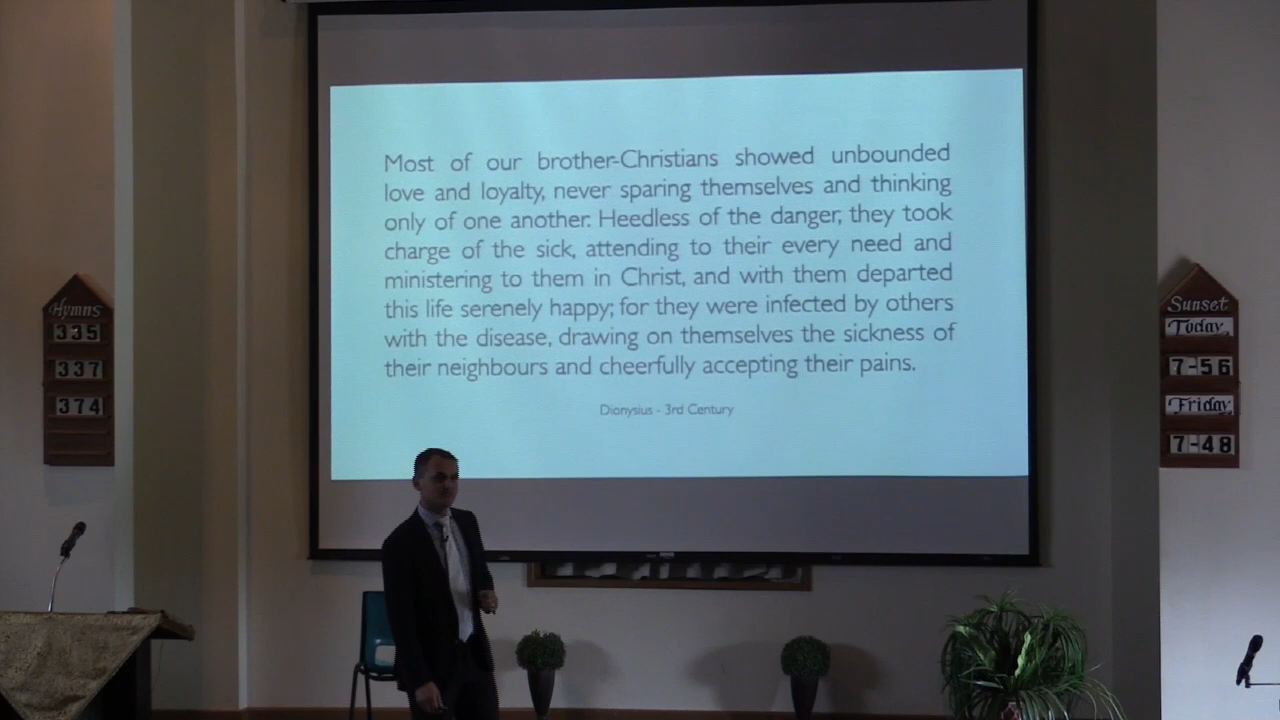 Most of our brother-Christians showed unbounded
love and loyalty, never sparing themselves and thinking
only of one another. Heedless of the danger, they took
charge of the sick, attending to their every need and
ministering to them in Christ, and with them departed
this life serenely happy; for they were infected by others
with the disease, drawing on themselves the sickness of
their neighbours and cheerfully accepting their pains.
Dionysius - 3rd Century
Hymns
335
337
374
Sunset
Today
7-56
Friday
7-48